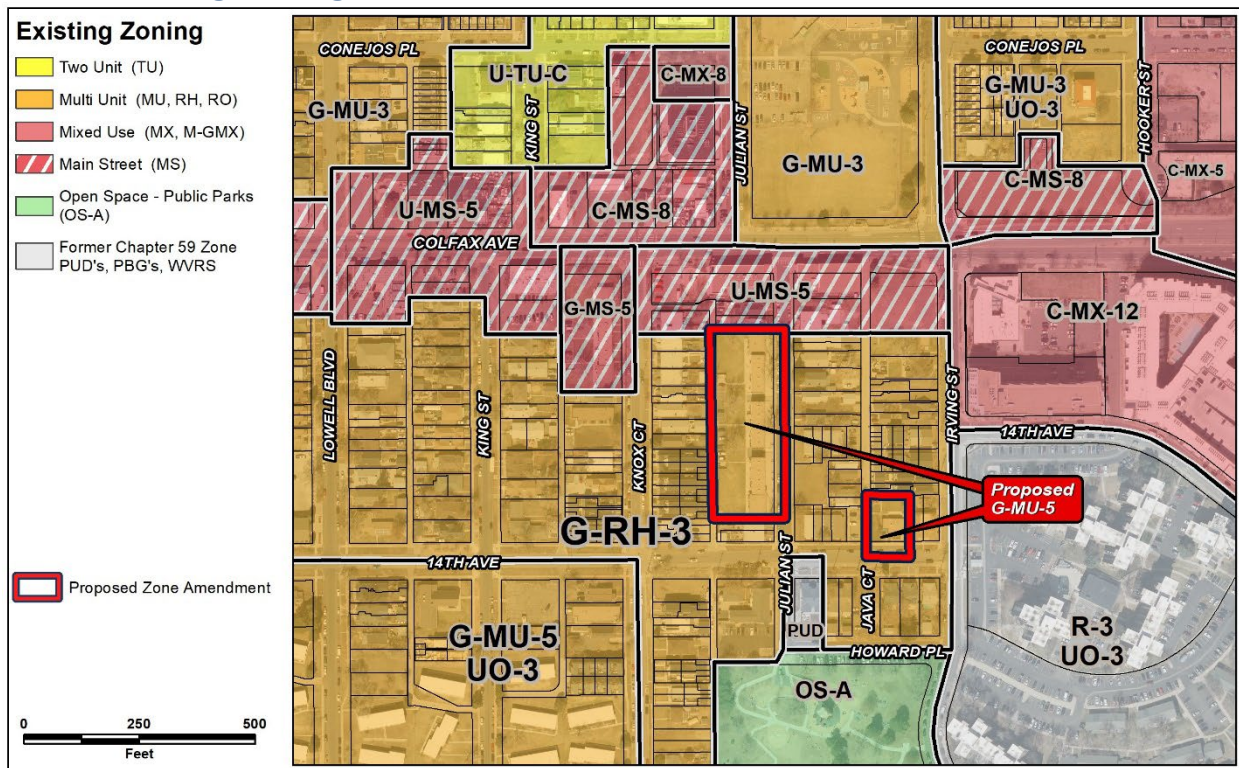 Existing Zoning
Two Unit (TU)
Multi Unit (MU, RH, RO)
Mixed Use (MX, M-GMX)
Main Street (MS)
Open Space - Public Parks
(OS-A)
Former Chapter 59 Zone
PUD's, PBG's, WVRS
Proposed Zone Amendment
0 250 500
Feet
CONEJOS PL
U-TU-C
C-MX-8
CONEJOS PL
G-MU-3
KING ST
JULIAN ST
G-MU-3
UO-3
HOOKER ST
G-MU-3
C-MX-5
U-MS-5
C-MS-8
C-MS-8
COLFAX AVE
G-MS-5
U-MS-5
C-MX-12
LOWELL BLVD
KING ST
KNOX CT
IRVING ST
14TH AVE
Proposed
G-MU-5
G-RH-3
14TH AVE
JULIAN ST
JAVA CT
G-MU-5
UO-3
PUD
HOWARD PL
R-3
UO-3
OS-A